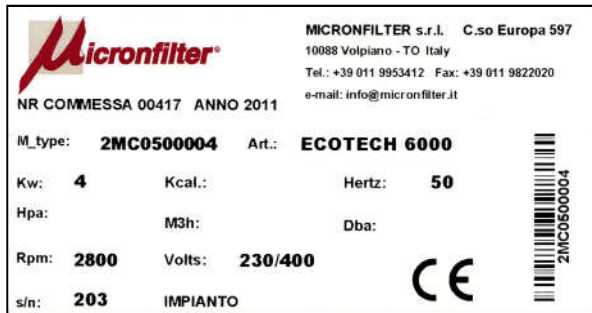 Micronfilter®
MICRONFILTER s.r.l. C.so Europa 597
10088 Volpiano - TO Italy
Tel.: +39 011 9953412 Fax: +39 011 9822020
e-mail: info@micronfilter.it
NR COMMESSA 00417 ANNO 2011
M_type: 2MC0500004 Art.: ECOTECH 6000
Kw: 4 Kcal.: Hertz: 50
Hpa: M3h: Dba:
Rpm: 2800 Volts: 230/400
CE
s/n: 203 IMPIANTO
2MC0500004